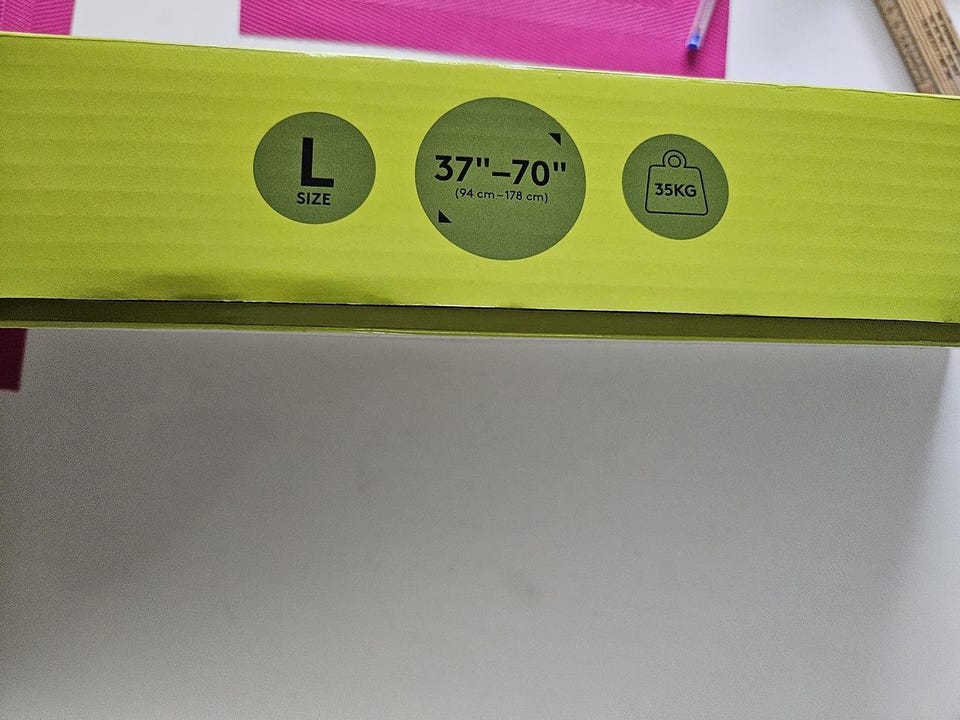 L
SIZE
37"–70"
(94 cm–178 cm)
35KG